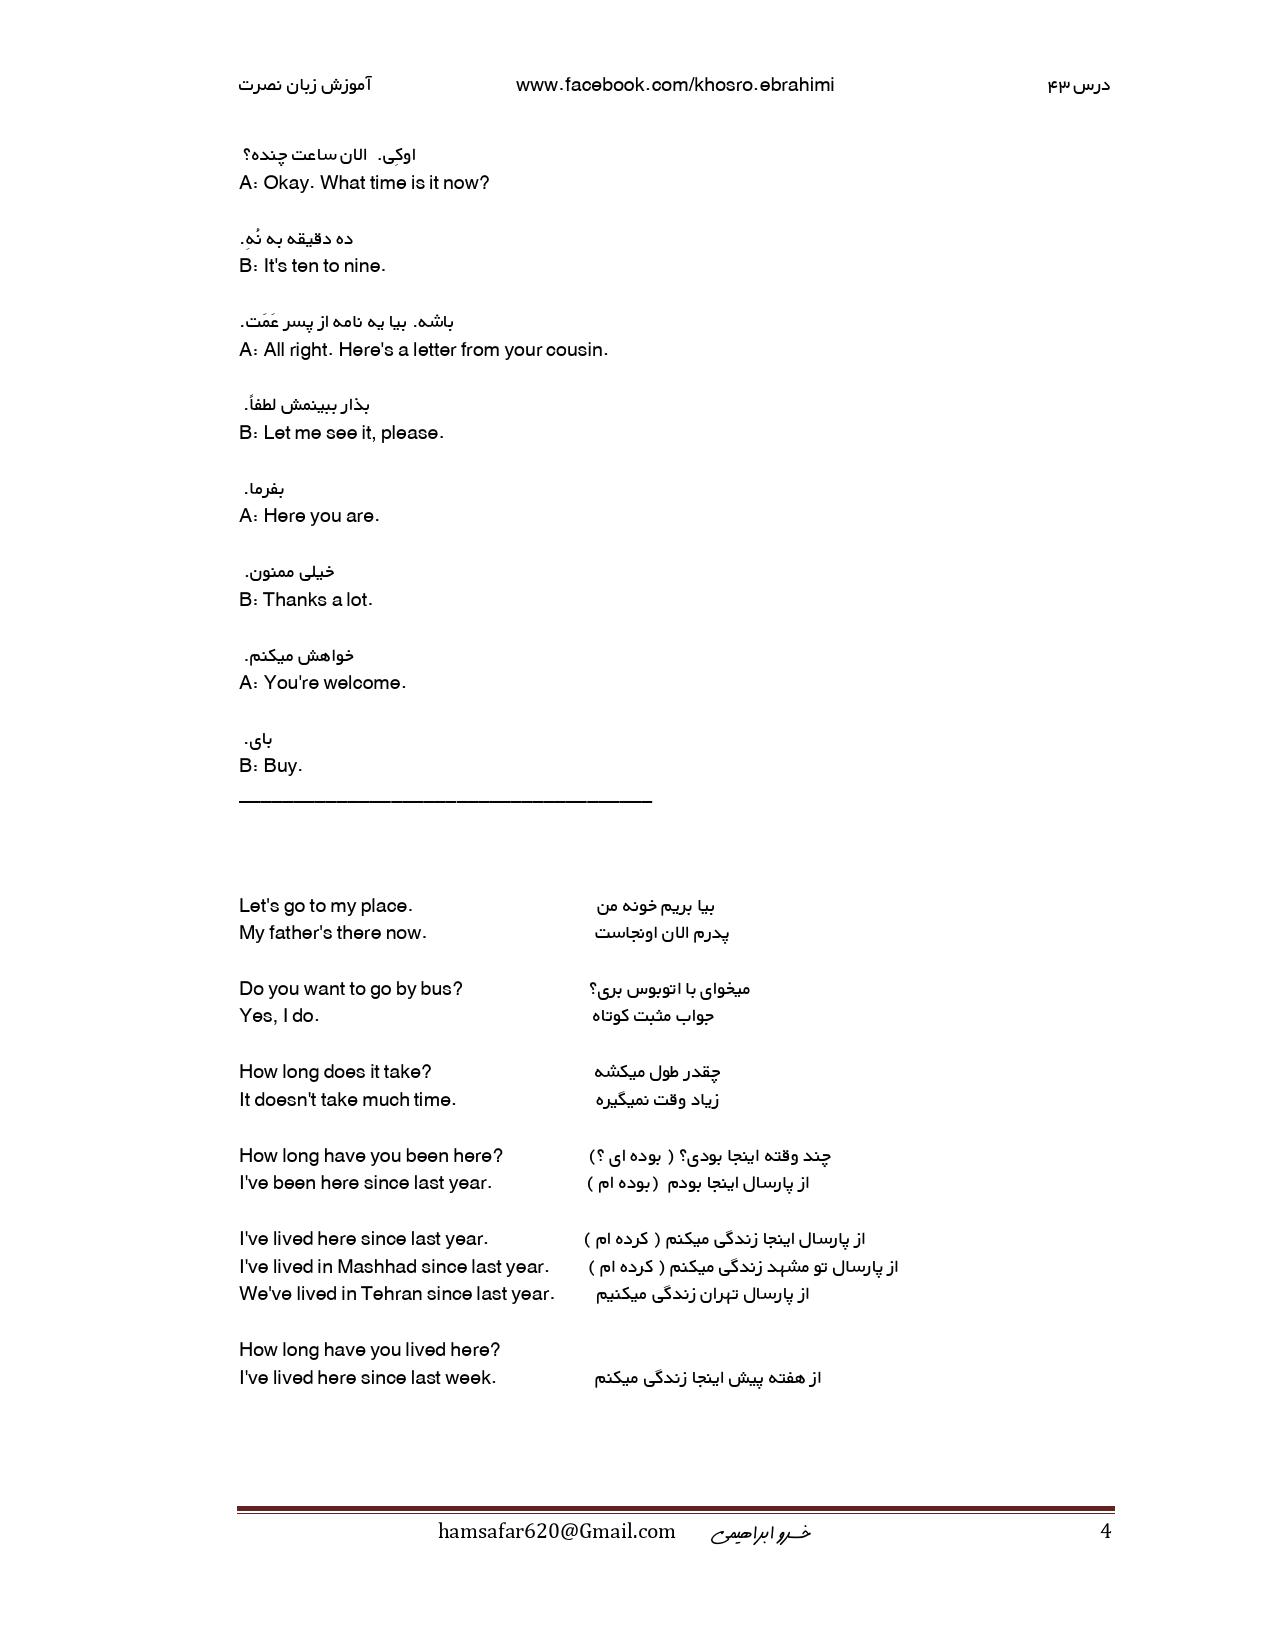 آموزش زبان نصرت www.facebook.com/khosro.ebrahimi درس ۴۳
اوکِی. الان ساعت چنده؟
A: Okay. What time is it now?
ده دقیقه به نُهِ.
B: It's ten to nine.
باشه. بیا یه نامه از پسر عَمَت.
A: All right. Here's a letter from your cousin.
بذار ببینمش لطفاً.
B: Let me see it, please.
بفرما.
A: Here you are.
خیلی ممنون.
B: Thanks a lot.
خواهش میکنم.
A: You're welcome.
بای.
B: Buy.
Let's go to my place. بیا بریم خونه من
My father's there now. پدرم الان اونجاست
Do you want to go by bus? میخوای با اتوبوس بری؟
Yes, I do. جواب مثبت کوتاه
How long does it take? چقدر طول میکشه
It doesn't take much time. زیاد وقت نمیگیره
How long have you been here? چند وقته اینجا بودی؟ ( بوده ای ؟)
I've been here since last year. از پارسال اینجا بودم (بوده ام )
I've lived here since last year. از پارسال اینجا زندگی میکنم ( کرده ام )
I've lived in Mashhad since last year. از پارسال تو مشهد زندگی میکنم ( کرده ام )
We've lived in Tehran since last year. از پارسال تهران زندگی میکنیم
How long have you lived here?
I've lived here since last week. از هفته پیش اینجا زندگی میکنم
hamsafar620@Gmail.com خسرو ابراهیمی 4